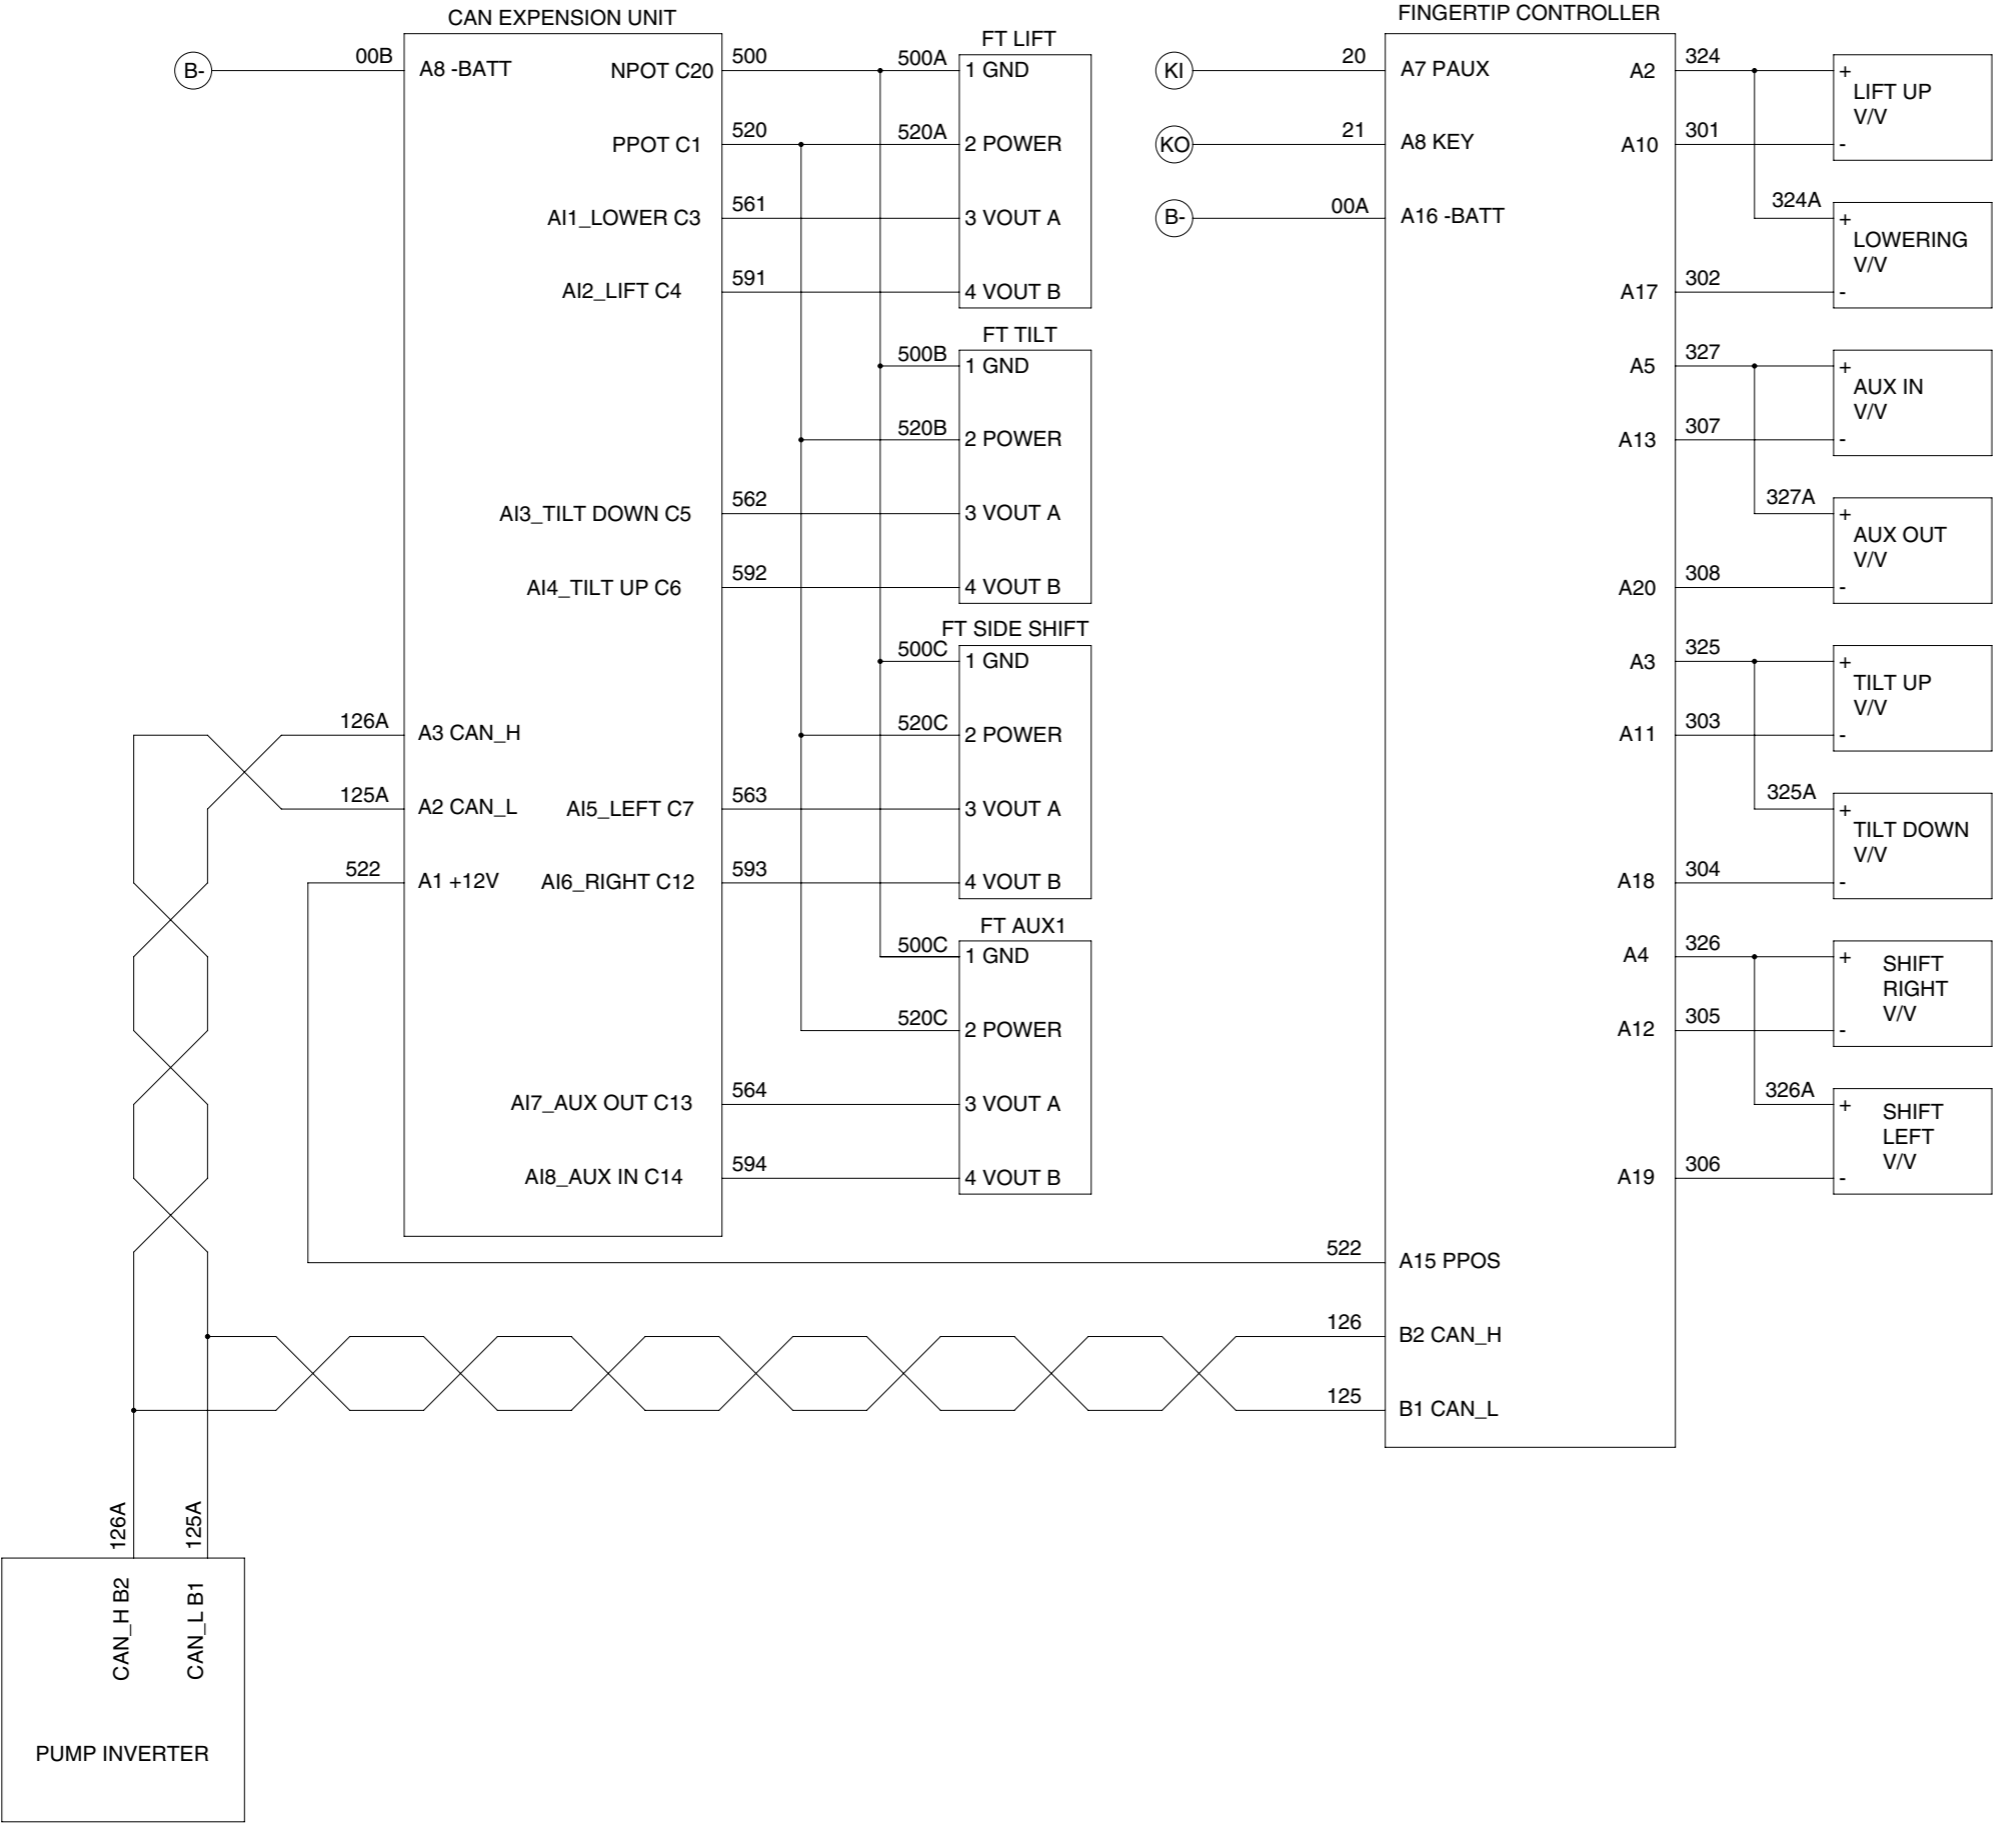 CAN EXPENSION UNIT
B-
00B
A8 -BATT
NPOT C20
500
PPOT C1
520
AI1_LOWER C3
561
AI2_LIFT C4
591
AI3_TILT DOWN C5
562
AI4_TILT UP C6
592
126A
A3 CAN_H
125A
A2 CAN_L
AI5_LEFT C7
563
522
A1 +12V
AI6_RIGHT C12
593
AI7_AUX OUT C13
564
AI8_AUX IN C14
594
FT LIFT
500A
1 GND
520A
2 POWER
3 VOUT A
4 VOUT B
FT TILT
500B
1 GND
520B
2 POWER
3 VOUT A
4 VOUT B
FT SIDE SHIFT
500C
1 GND
520C
2 POWER
3 VOUT A
4 VOUT B
FT AUX1
500C
1 GND
520C
2 POWER
3 VOUT A
4 VOUT B
FINGERTIP CONTROLLER
KI
20
A7 PAUX
KO
21
A8 KEY
B-
00A
A16 -BATT
A2
324
+
LIFT UP
V/V
A10
301
-
324A
+
LOWERING
V/V
A17
302
-
A5
327
+
AUX IN
V/V
A13
307
-
327A
+
AUX OUT
V/V
A20
308
-
A3
325
+
TILT UP
V/V
A11
303
-
325A
+
TILT DOWN
V/V
A18
304
-
A4
326
+
SHIFT
RIGHT
V/V
A12
305
-
326A
+
SHIFT
LEFT
V/V
A19
306
-
522
A15 PPOS
126
B2 CAN_H
125
B1 CAN_L
126A
125A
CAN_H B2
CAN_L B1
PUMP INVERTER